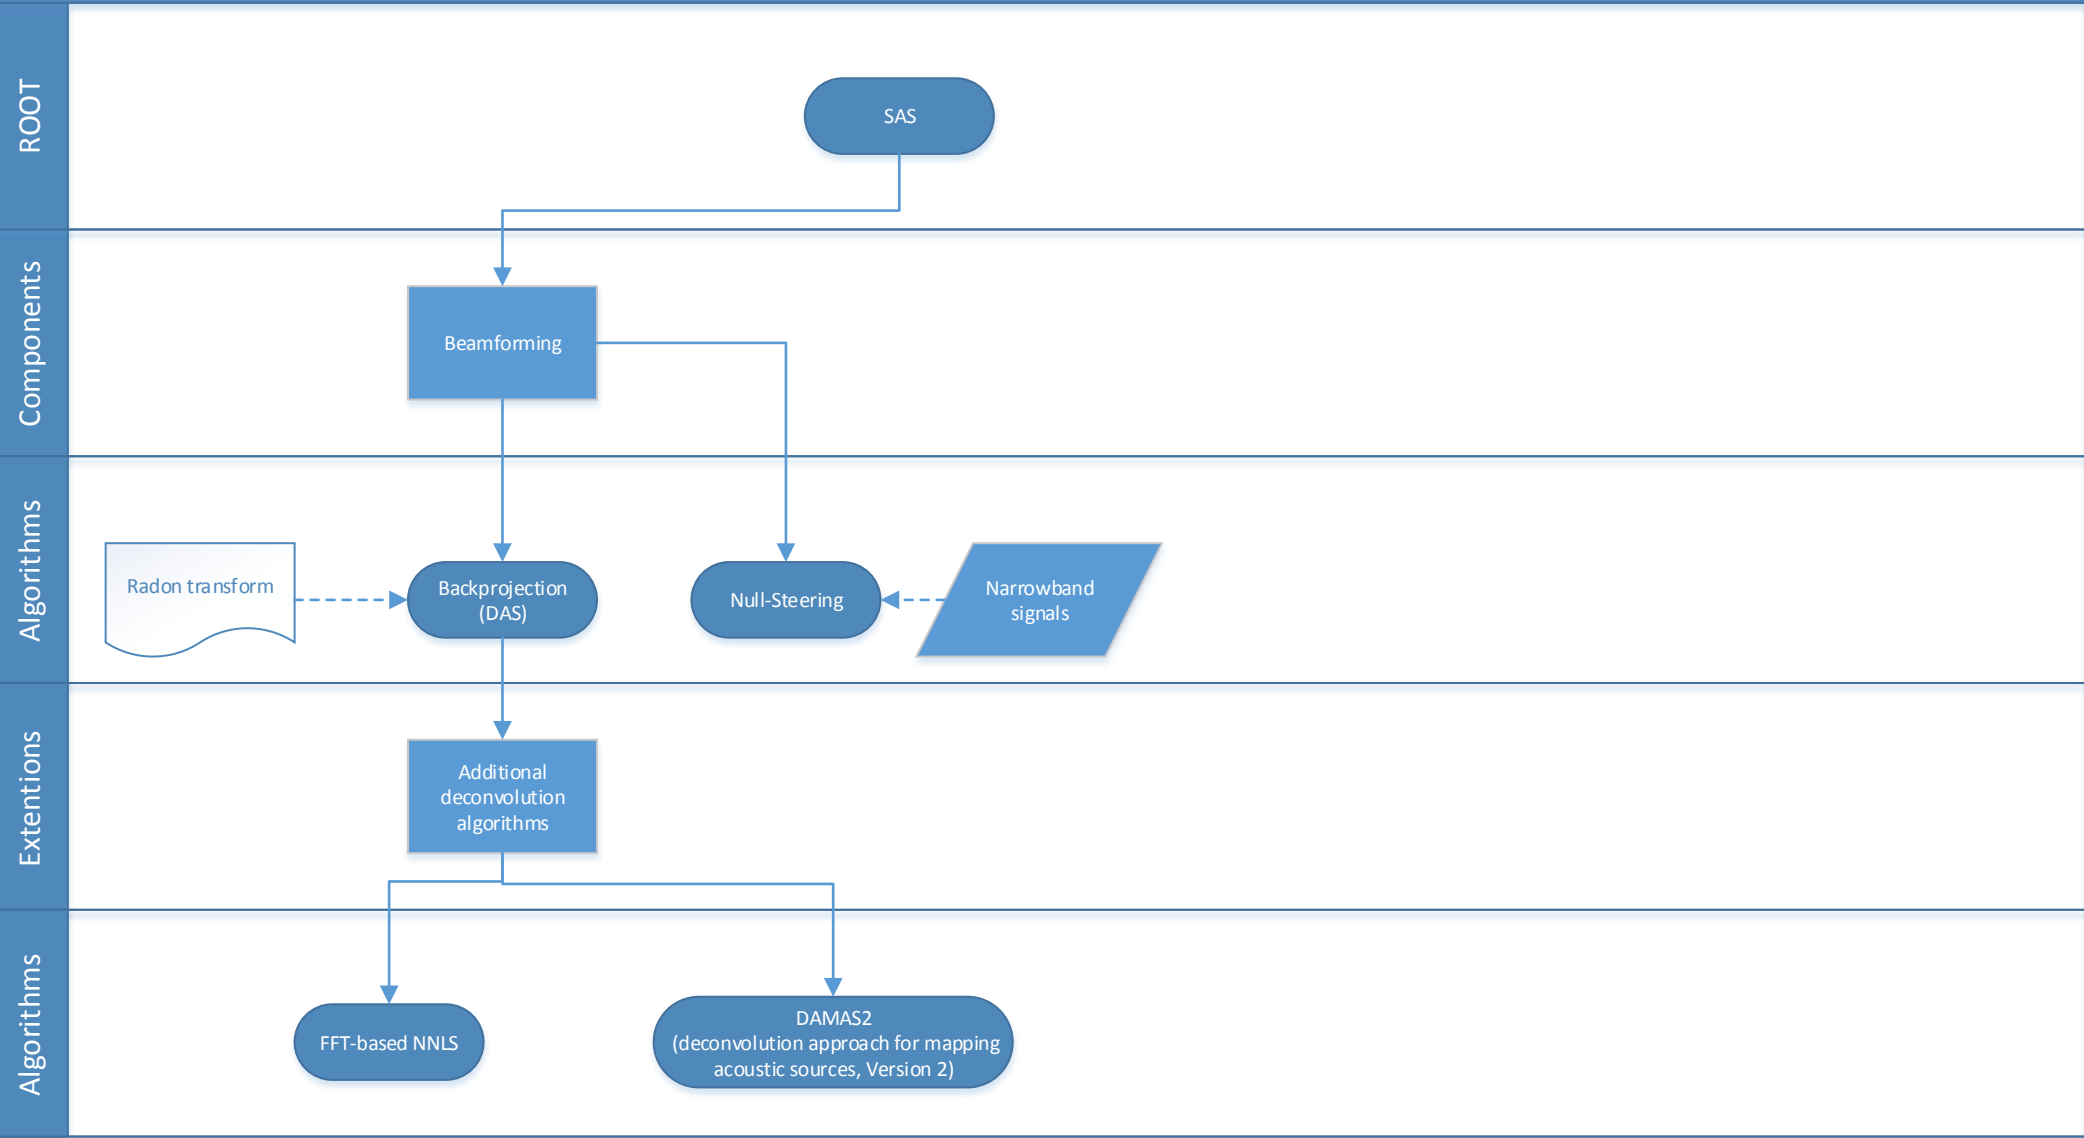 ROOT
SAS
Components
Beamforming
Algorithms
Radon transform
Backprojection
(DAS)
Null-Steering
Narrowband
signals
Extentions
Additional
deconvolution
algorithms
Algorithms
FFT-based NNLS
DAMAS2
(deconvolution approach for mapping
acoustic sources, Version 2)